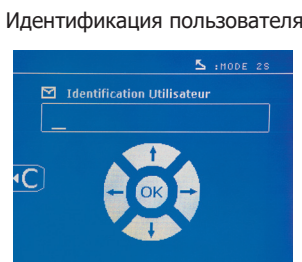 Идентификация пользователя
:MODE 2S
Identification Utilisateur
_
C
OK